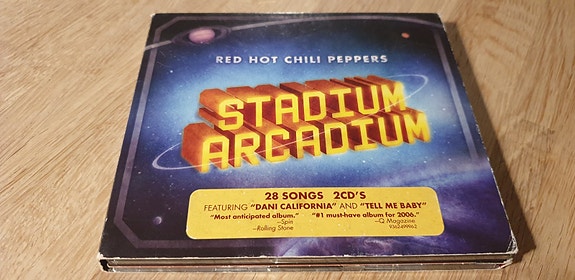 RED HOT CHILI PEPPERS
STADIUM
ARCADIUM
28 SONGS 2CD'S
FEATURING "DANI CALIFORNIA" AND "TELL ME BABY"
"Most anticipated album." "#1 must-have album for 2006."
–Spin –Q Magazine
–Rolling Stone 9362499962